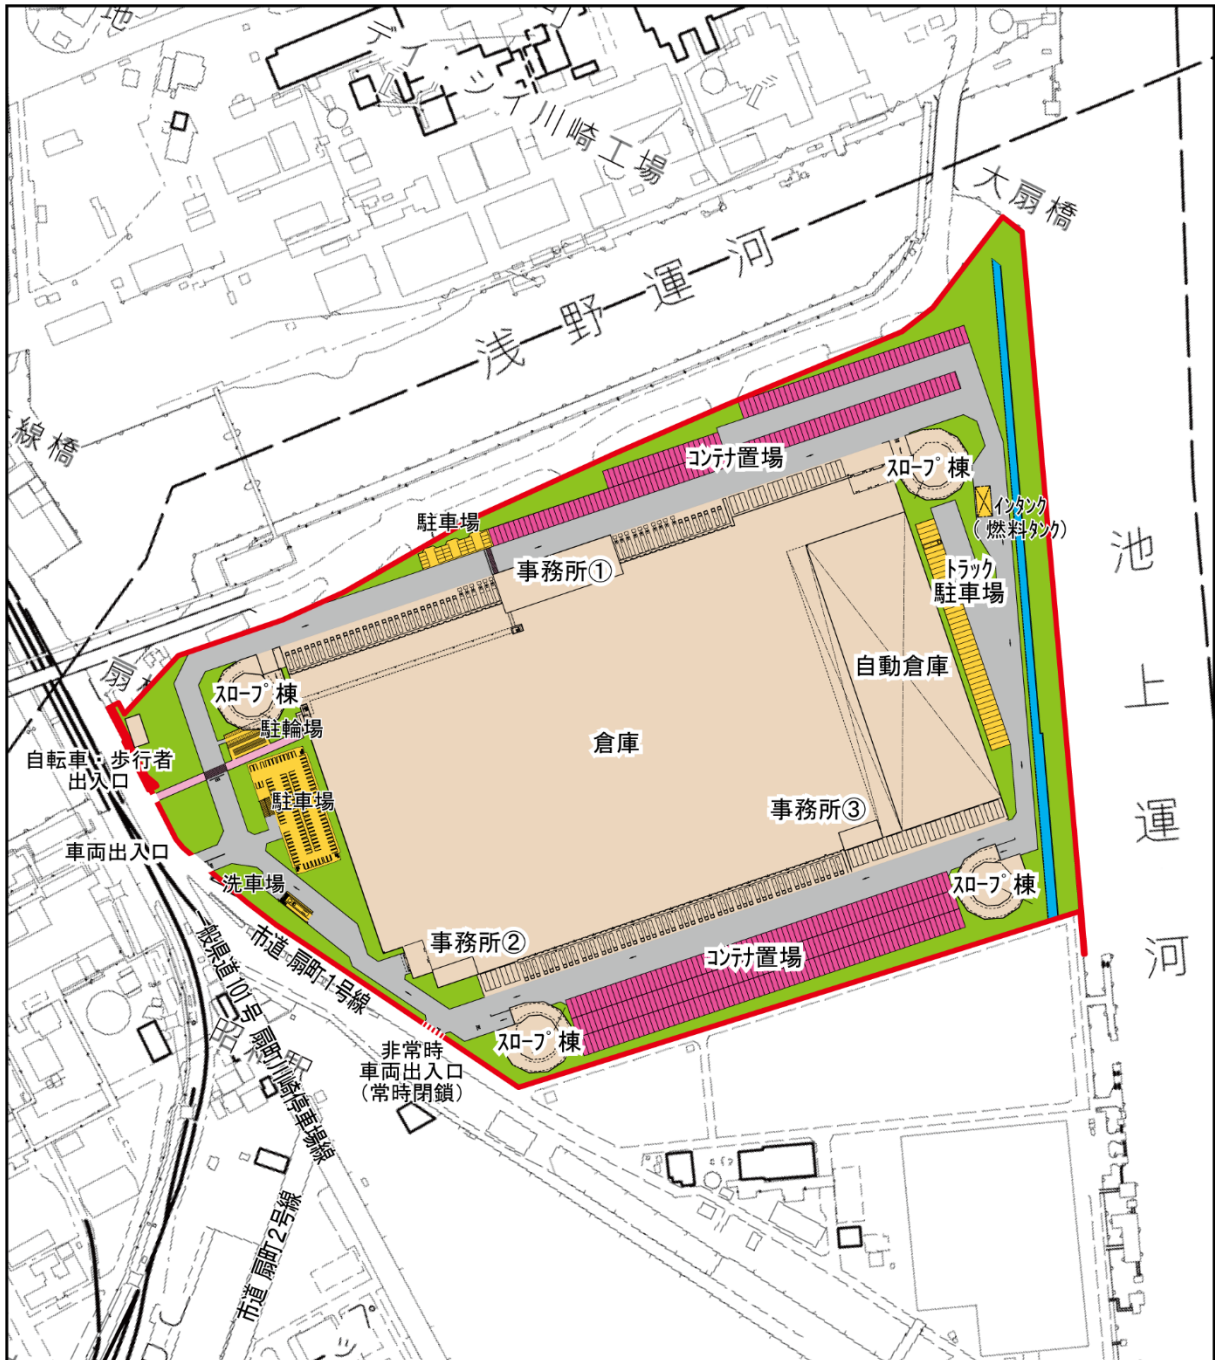 地
ディ・シイ川崎工場
大扇橋
浅野運河
線橋
コンテナ置場
スロープ棟
インタンク
(燃料タンク)
駐車場
事務所①
トラック
駐車場
池上運河
扇橋
スロープ棟
自動倉庫
駐輪場
倉庫
自転車・歩行者
出入口
駐車場
事務所③
車両出入口
洗車場
スロープ棟
事務所②
コンテナ置場
市道 扇町1号線
一般県道101号 扇町川崎停車場線
スロープ棟
非常時
車両出入口
(常時閉鎖)
市道 扇町2号線